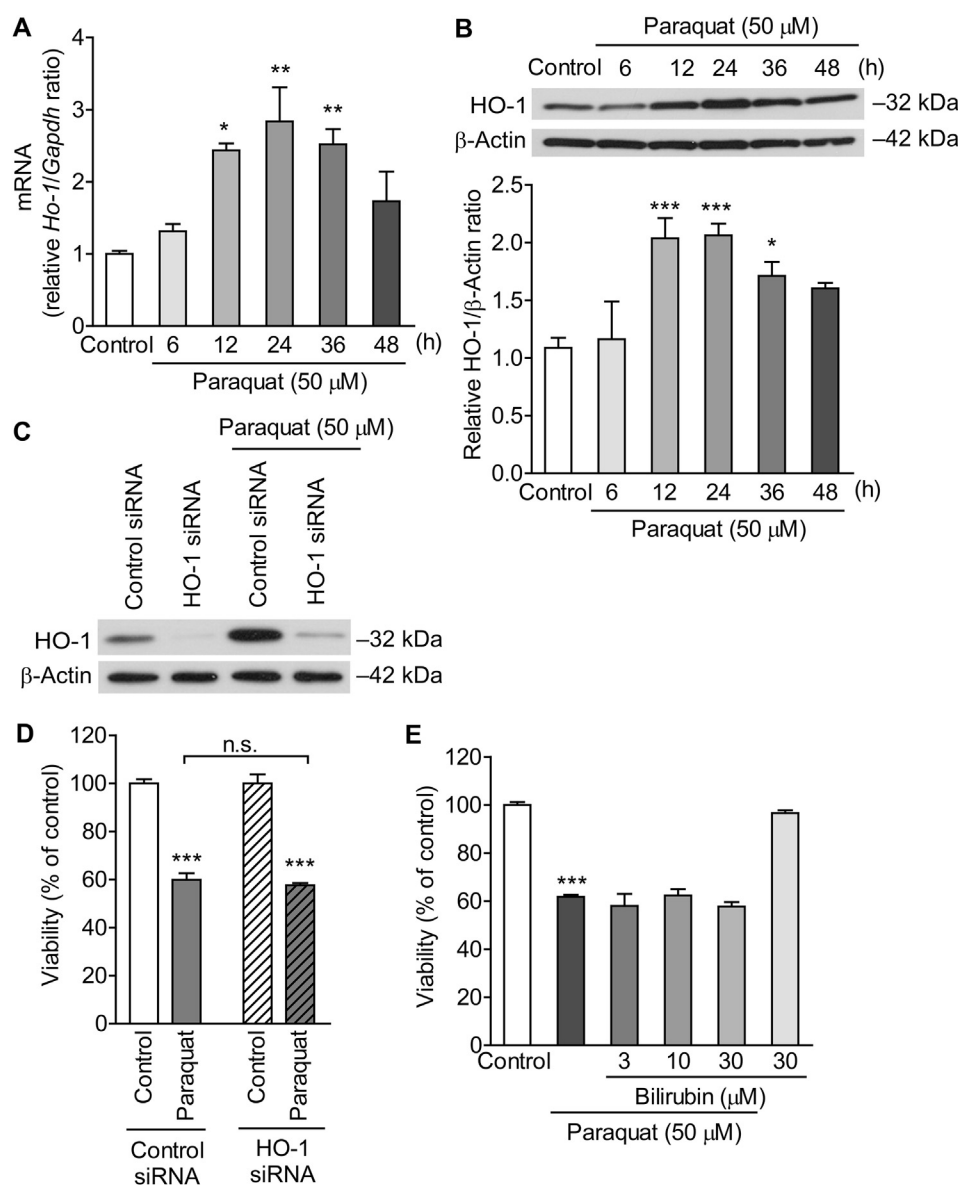 A
mRNA
(relative Ho-1/Gapdh ratio)
4
3
2
1
0
*
**
**
Control 6 12 24 36 48 (h)
Paraquat (50 μM)
B
Paraquat (50 μM)
Control 6 12 24 36 48 (h)
HO-1 –32 kDa
β-Actin –42 kDa
Relative HO-1/β-Actin ratio
2.5
2.0
1.5
1.0
0.5
0.0
***
***
*
Control 6 12 24 36 48 (h)
Paraquat (50 μM)
C
Paraquat (50 μM)
Control siRNA
HO-1 siRNA
Control siRNA
HO-1 siRNA
HO-1 –32 kDa
β-Actin –42 kDa
D
Viability (% of control)
120
100
80
60
40
20
0
n.s.
***
***
Control
Paraquat
Control
Paraquat
Control
siRNA
HO-1
siRNA
E
Viability (% of control)
120
100
80
60
40
20
0
***
Control 3 10 30 30
Bilirubin (μM)
Paraquat (50 μM)